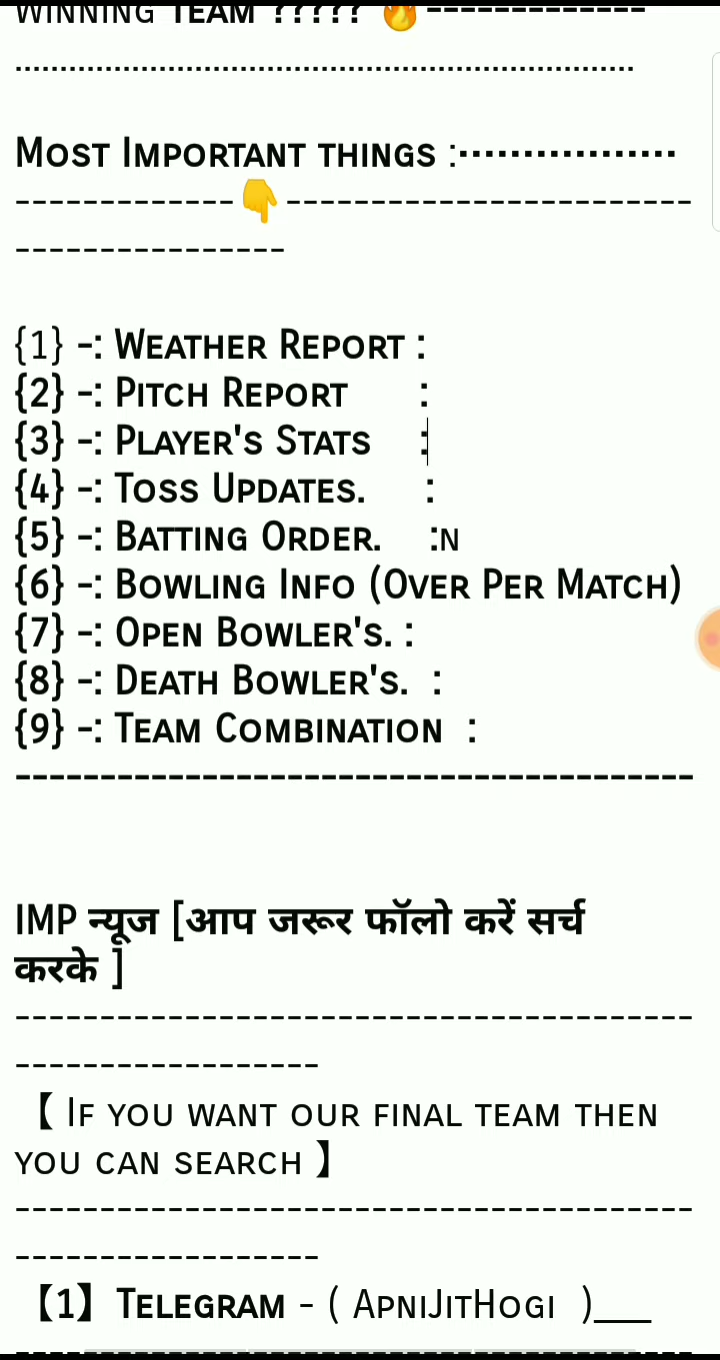 WINNING TEAM ????? 🔥 -------------
.....................................................................
MOST IMPORTANT THINGS :·················
-------------👇------------------------
----------------
{1} -: WEATHER REPORT :
{2} -: PITCH REPORT :
{3} -: PLAYER'S STATS :
{4} -: TOSS UPDATES. :
{5} -: BATTING ORDER. :N
{6} -: BOWLING INFO (OVER PER MATCH)
{7} -: OPEN BOWLER'S. :
{8} -: DEATH BOWLER'S. :
{9} -: TEAM COMBINATION :
----------------------------------------
IMP न्यूज [आप जरूर फॉलो करें सर्च
करके ]
----------------------------------------
------------------
【 IF YOU WANT OUR FINAL TEAM THEN
YOU CAN SEARCH 】
----------------------------------------
------------------
【1】 TELEGRAM - ( APNIJITHOGI )___